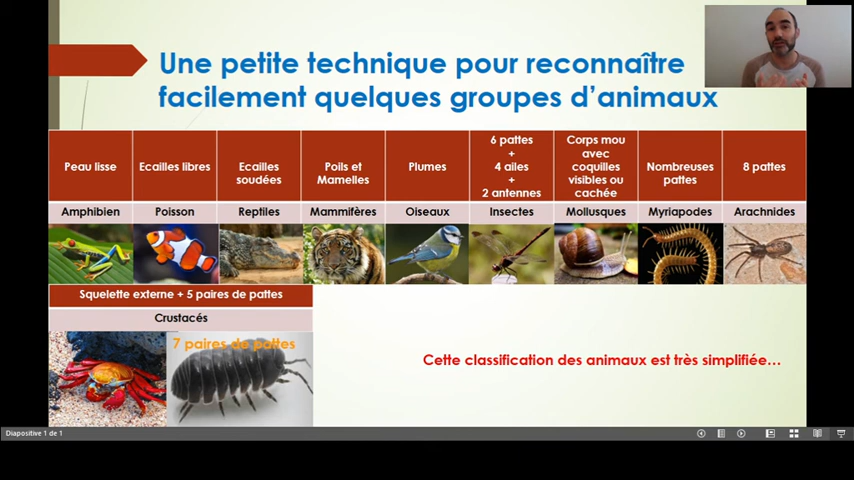 Une petite technique pour reconnaître
facilement quelques groupes d'animaux
Peau lisse
Ecailles libres
Ecailles
soudées
Poils et
Mamelles
Plumes
6 pattes
+
4 ailes
+
2 antennes
Corps mou
avec
coquilles
visibles ou
cachée
Nombreuses
pattes
8 pattes
Amphibien
Poisson
Reptiles
Mammifères
Oiseaux
Insectes
Mollusques
Myriapodes
Arachnides
Squelette externe + 5 paires de pattes
Crustacés
7 paires de pattes
Cette classification des animaux est très simplifiée...
Diapositive 1 de 1